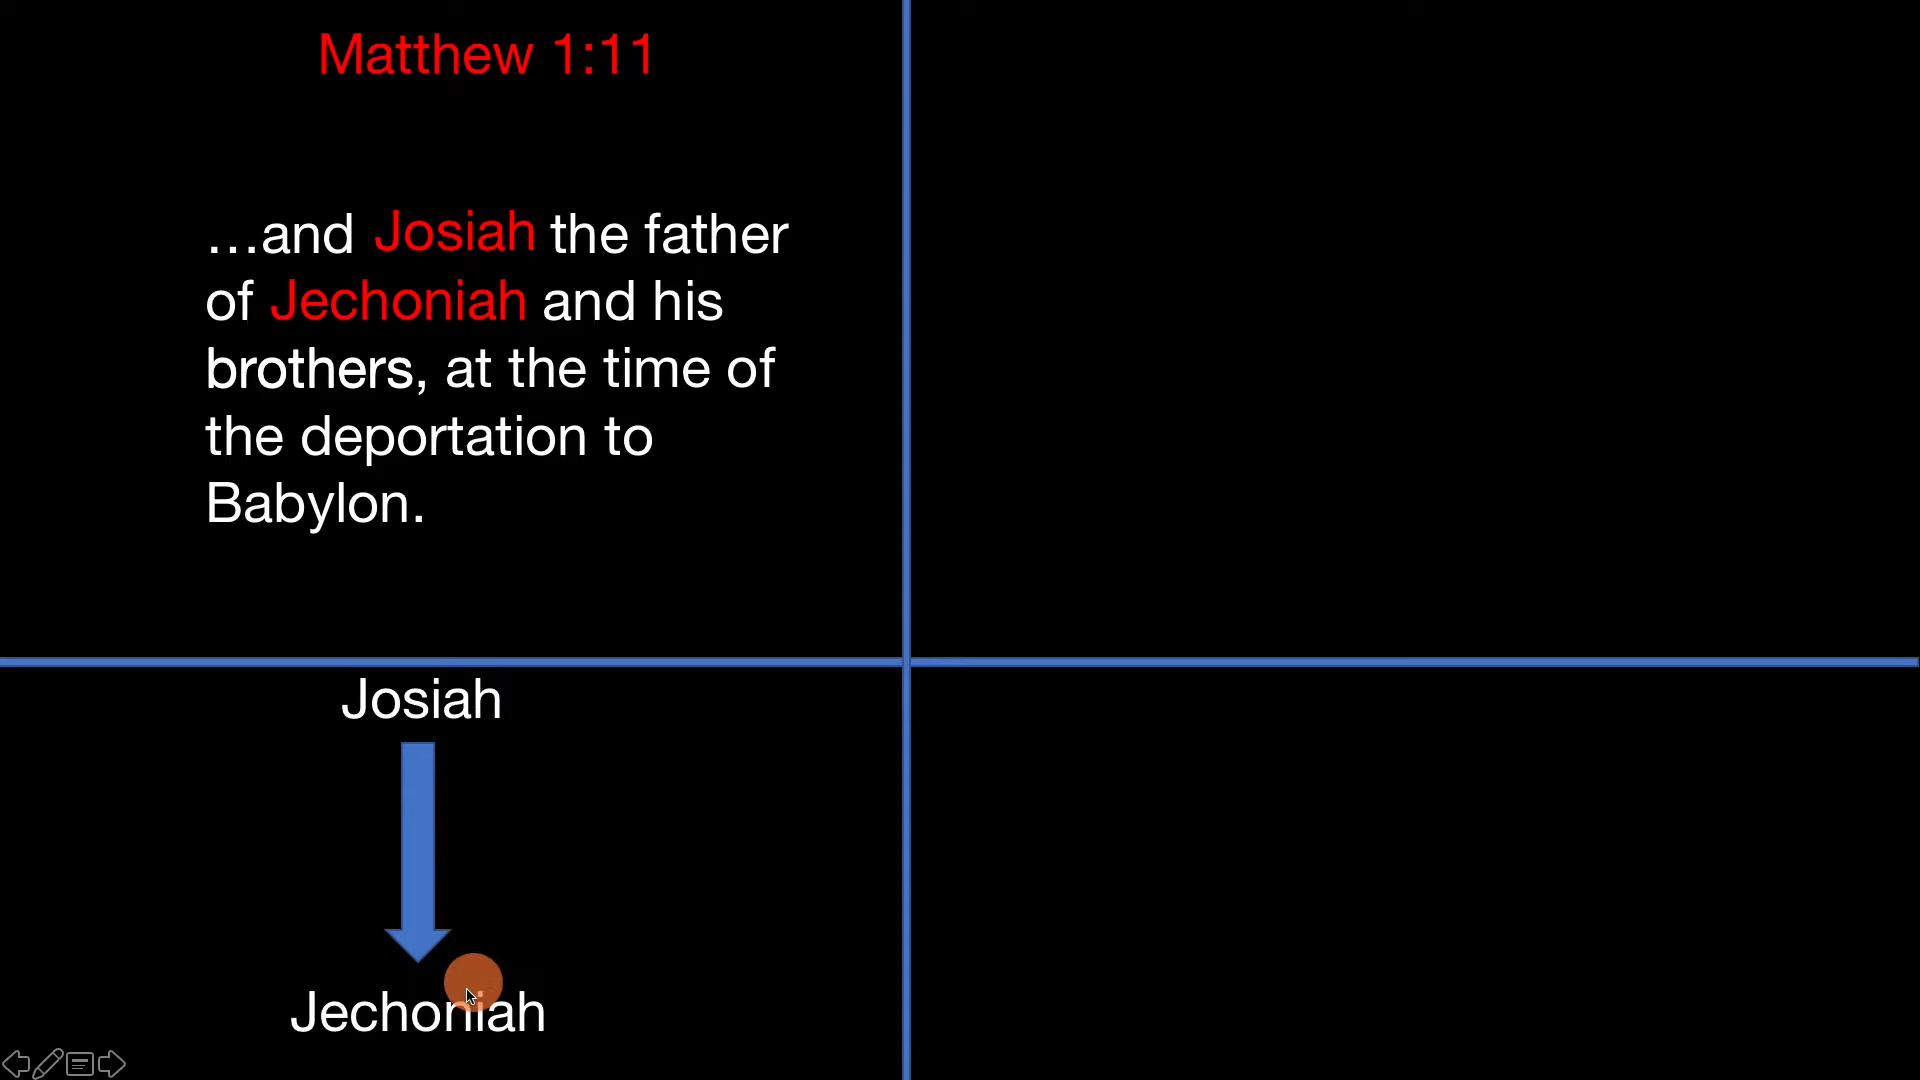 Matthew 1:11
…and Josiah the father
of Jechoniah and his
brothers, at the time of
the deportation to
Babylon.
Josiah
Jechoniah